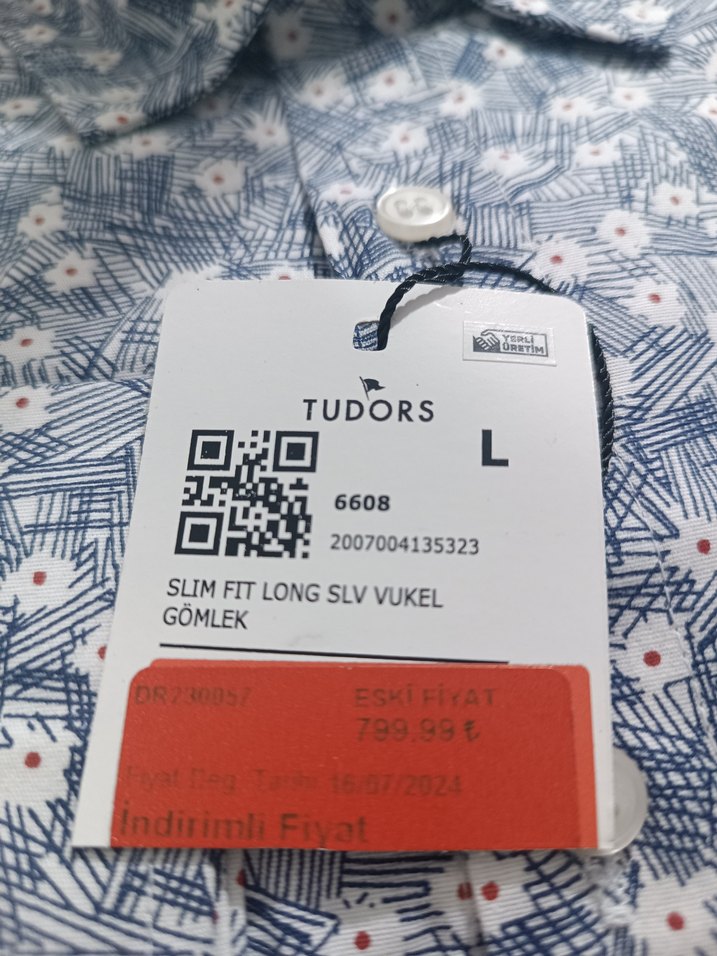 YERLİ
ÜRETİM
TUDORS
L
6608
2007004135323
SLIM FIT LONG SLV VUKEL
GÖMLEK
DR230057 ESKİ FİYAT
799,99 ₺
Fiyat Değ. Tarihi 16/07/2024
İndirimli Fiyat